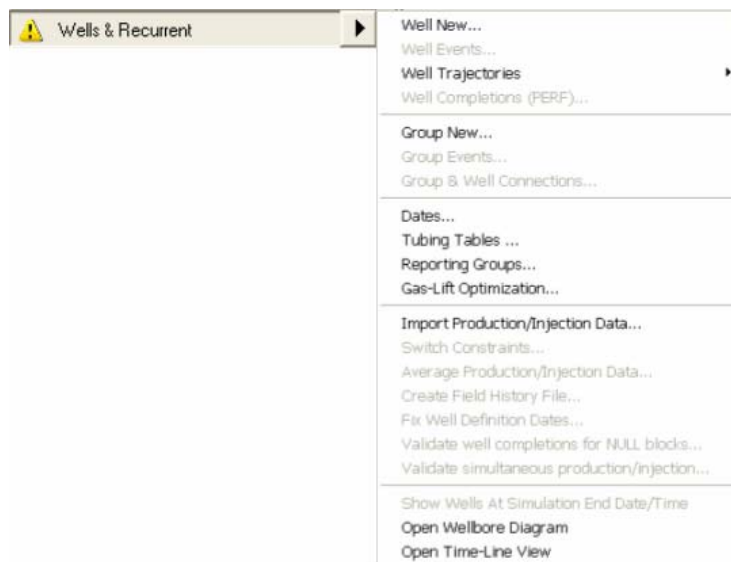 Wells & Recurrent
Well New...
Well Events...
Well Trajectories
Well Completions (PERF)...
Group New...
Group Events...
Group & Well Connections...
Dates...
Tubing Tables ...
Reporting Groups...
Gas-Lift Optimization...
Import Production/Injection Data...
Switch Constraints...
Average Production/Injection Data...
Create Field History File...
Fix Well Definition Dates...
Validate well completions for NULL blocks...
Validate simultaneous production/injection...
Show Wells At Simulation End Date/Time
Open Wellbore Diagram
Open Time-Line View